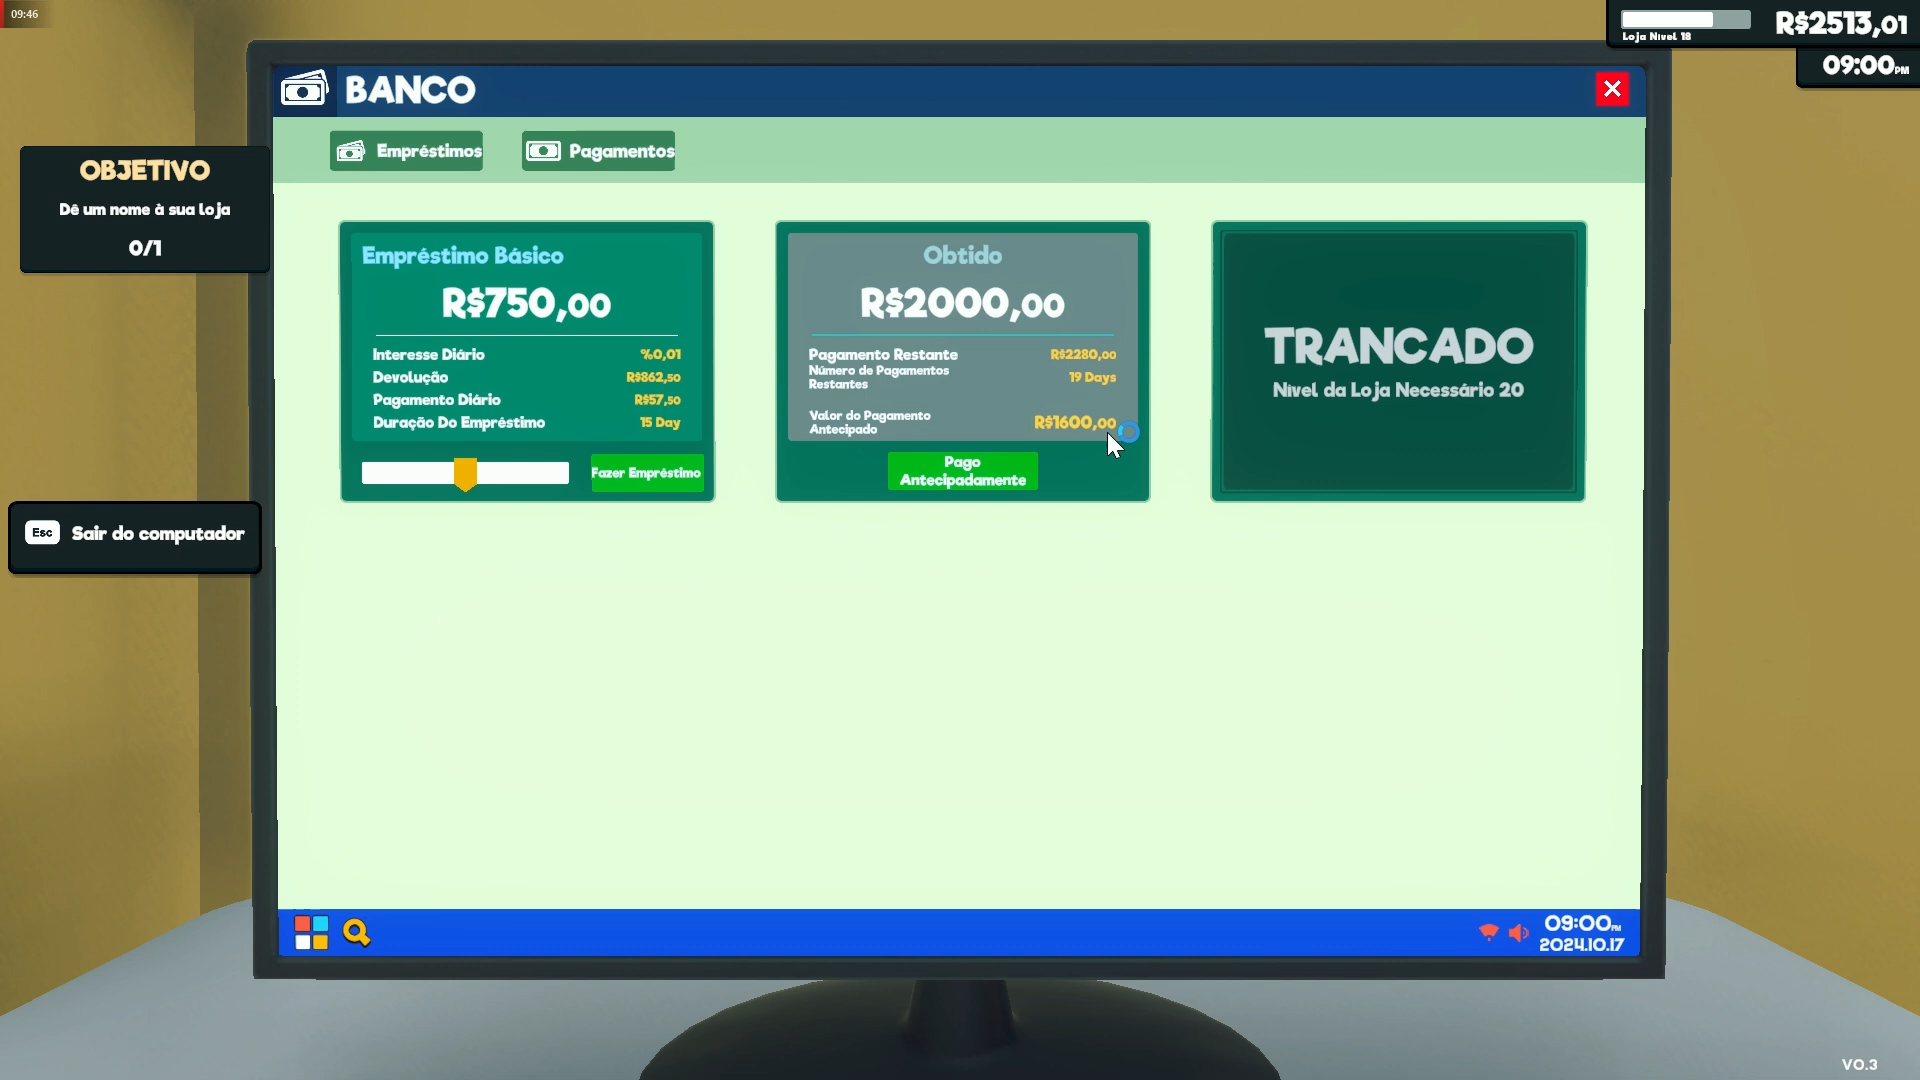 09:46
Loja Nivel 18
R$2513,01
09:00PM
BANCO
Empréstimos
Pagamentos
OBJETIVO
Dê um nome à sua loja
0/1
Esc Sair do computador
Empréstimo Básico
R$750,00
Interesse Diário %0,01
Devolução R$862,50
Pagamento Diário R$57,50
Duração Do Empréstimo 15 Day
Fazer Empréstimo
Obtido
R$2000,00
Pagamento Restante R$2280,00
Número de Pagamentos
Restantes
19 Days
Valor do Pagamento
Antecipado
R$1600,00
Pago
Antecipadamente
TRANCADO
Nivel da Loja Necessário 20
09:00PM
2024.10.17
V0.3